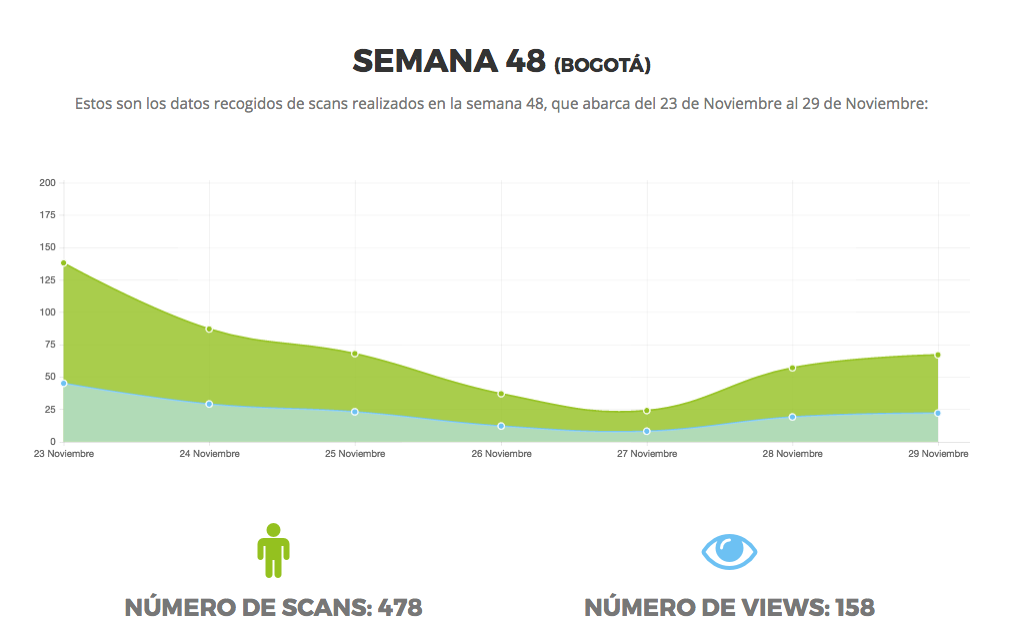 SEMANA 48 (BOGOTÁ)
Estos son los datos recogidos de scans realizados en la semana 48, que abarca del 23 de Noviembre al 29 de Noviembre:
200
175
150
125
100
75
50
25
0
23 Noviembre 24 Noviembre 25 Noviembre 26 Noviembre 27 Noviembre 28 Noviembre 29 Noviembre
NÚMERO DE SCANS: 478 NÚMERO DE VIEWS: 158